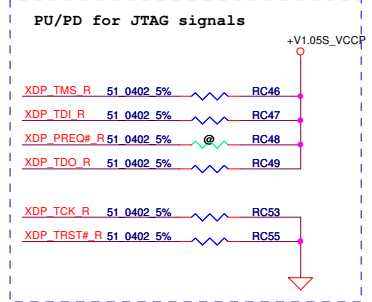 PU/PD for JTAG signals
+V1.05S_VCCP
XDP_TMS_R 51_0402_5% RC46
XDP_TDI_R 51_0402_5% RC47
XDP_PREQ#_R 51_0402_5% @ RC48
XDP_TDO_R 51_0402_5% RC49
XDP_TCK_R 51_0402_5% RC53
XDP_TRST#_R 51_0402_5% RC55